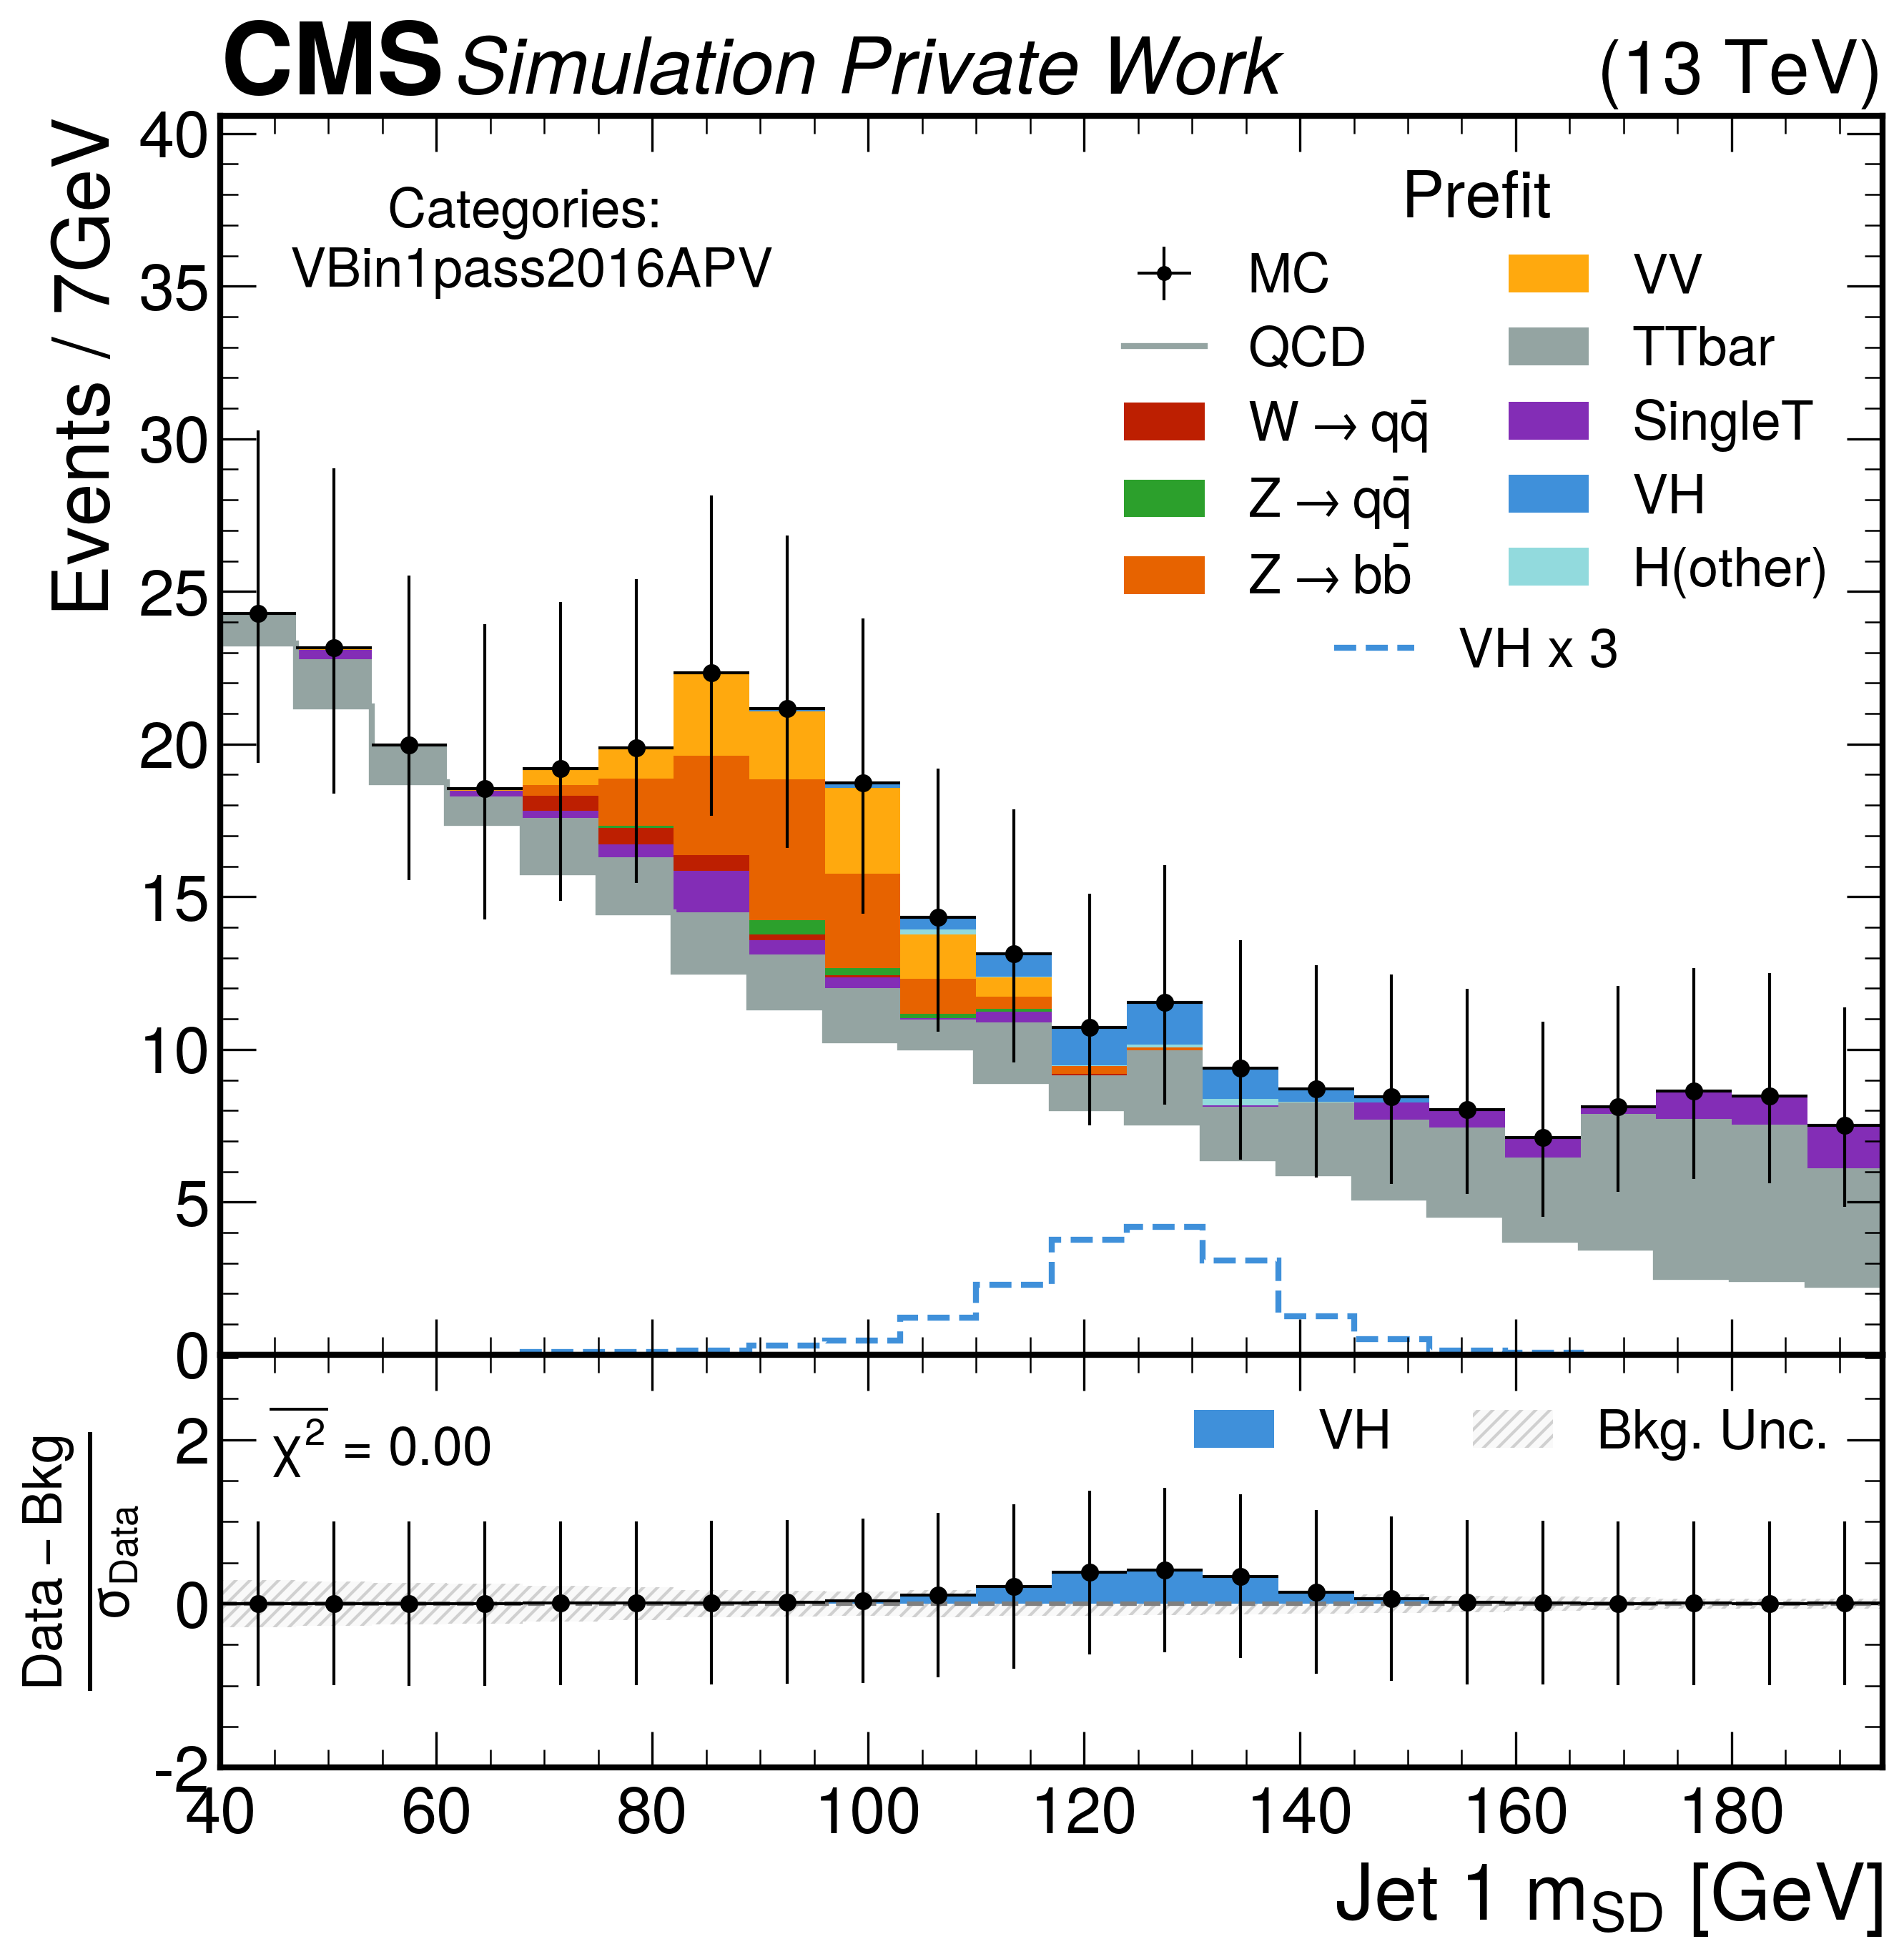 CMS Simulation Private Work (13 TeV)
Events / 7GeV
40
35
30
25
20
15
10
5
0
Categories:
VBin1pass2016APV
Prefit
MC VV
QCD TTbar
W → qq̄ SingleT
Z → qq̄ VH
Z → bb̄ H(other)
VH x 3
Data − Bkg
σData
2
0
-2
χ² = 0.00
VH Bkg. Unc.
40 60 80 100 120 140 160 180
Jet 1 mSD [GeV]